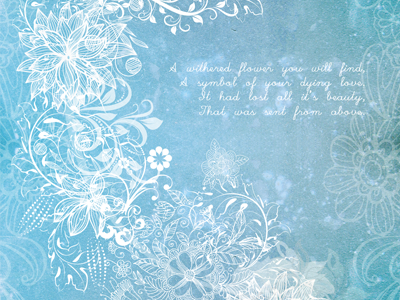 A withered flower you will find,
A symbol of your dying love.
It had lost all it's beauty,
That was sent from above.